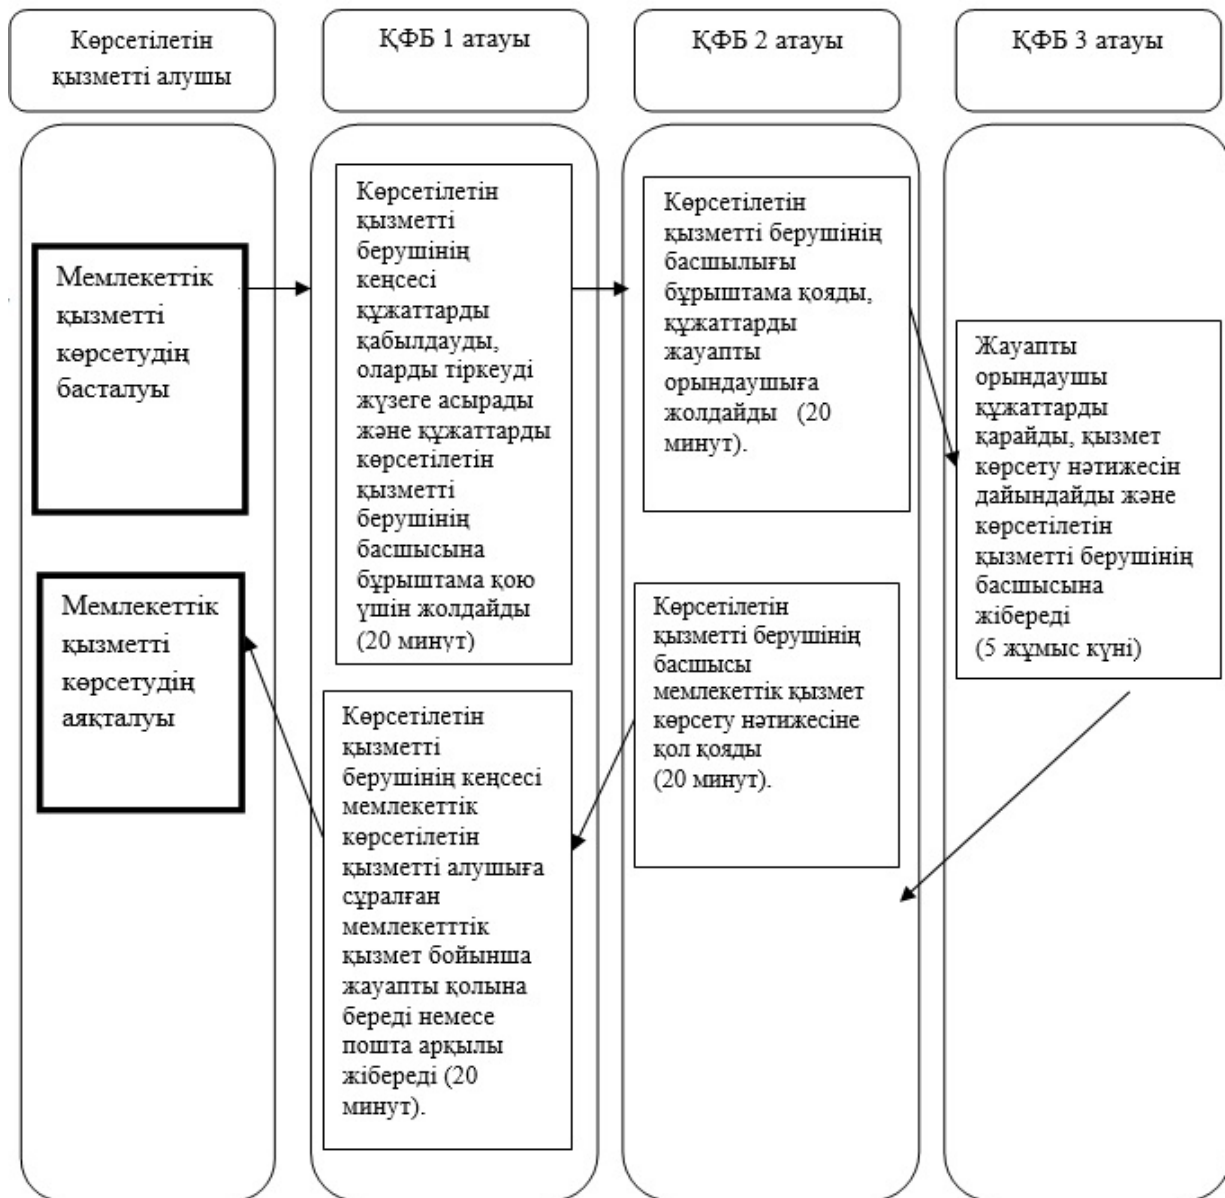 Көрсетілетін
қызметті алушы
ҚФБ 1 атауы
ҚФБ 2 атауы
ҚФБ 3 атауы
Мемлекеттік
қызметті
көрсетудің
басталуы
Көрсетілетін
қызметті
берушінің
кеңсесі
құжаттарды
қабылдауды,
оларды тіркеуді
жүзеге асырады
және құжаттарды
көрсетілетін
қызметті
берушінің
басшысына
бұрыштама қою
үшін жолдайды
(20 минут)
Көрсетілетін
қызметті берушінің
басшылығы
бұрыштама қояды,
құжаттарды
жауапты
орындаушыға
жолдайды (20
минут).
Жауапты
орындаушы
құжаттарды
қарайды, қызмет
көрсету нәтижесін
дайындайды және
көрсетілетін
қызметті берушінің
басшысына
жібереді
(5 жұмыс күні)
Көрсетілетін
қызметті берушінің
басшысы
мемлекеттік қызмет
көрсету нәтижесіне
қол қояды
(20 минут).
Көрсетілетін
қызметті
берушінің кеңсесі
мемлекеттік
көрсетілетін
қызметті алушыға
сұралған
мемлекетттік
қызмет бойынша
жауапты қолына
береді немесе
пошта арқылы
жібереді (20
минут).
Мемлекеттік
қызметті
көрсетудің
аяқталуы